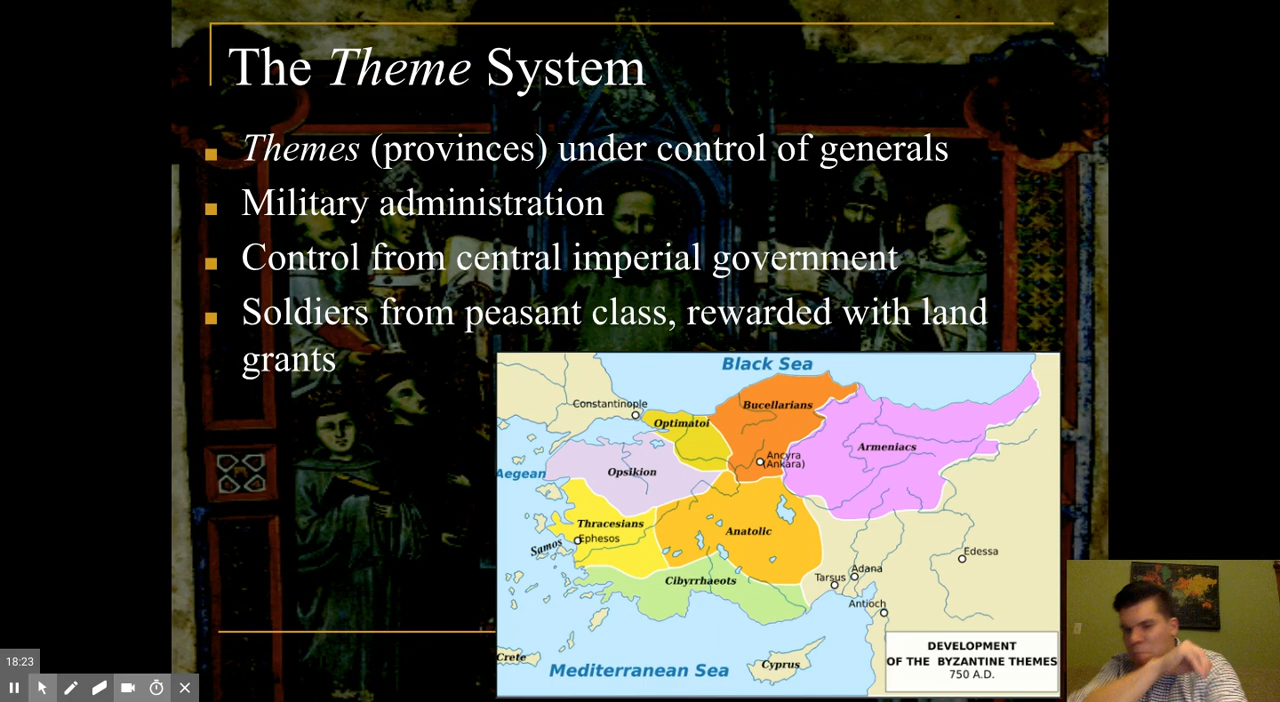 The Theme System
Themes (provinces) under control of generals
Military administration
Control from central imperial government
Soldiers from peasant class, rewarded with land
grants
Black Sea
Constantinople
Bucellarians
Optimatoi
Armeniacs
Ancyra
(Ankara)
Opsikion
Aegean
Thracesians
Anatolic
Ephesos
Samos
Edessa
Cibyrrhaeots
Adana
Tarsus
Antioch
DEVELOPMENT
OF THE BYZANTINE THEMES
750 A.D.
Crete
Mediterranean Sea
Cyprus
18:23